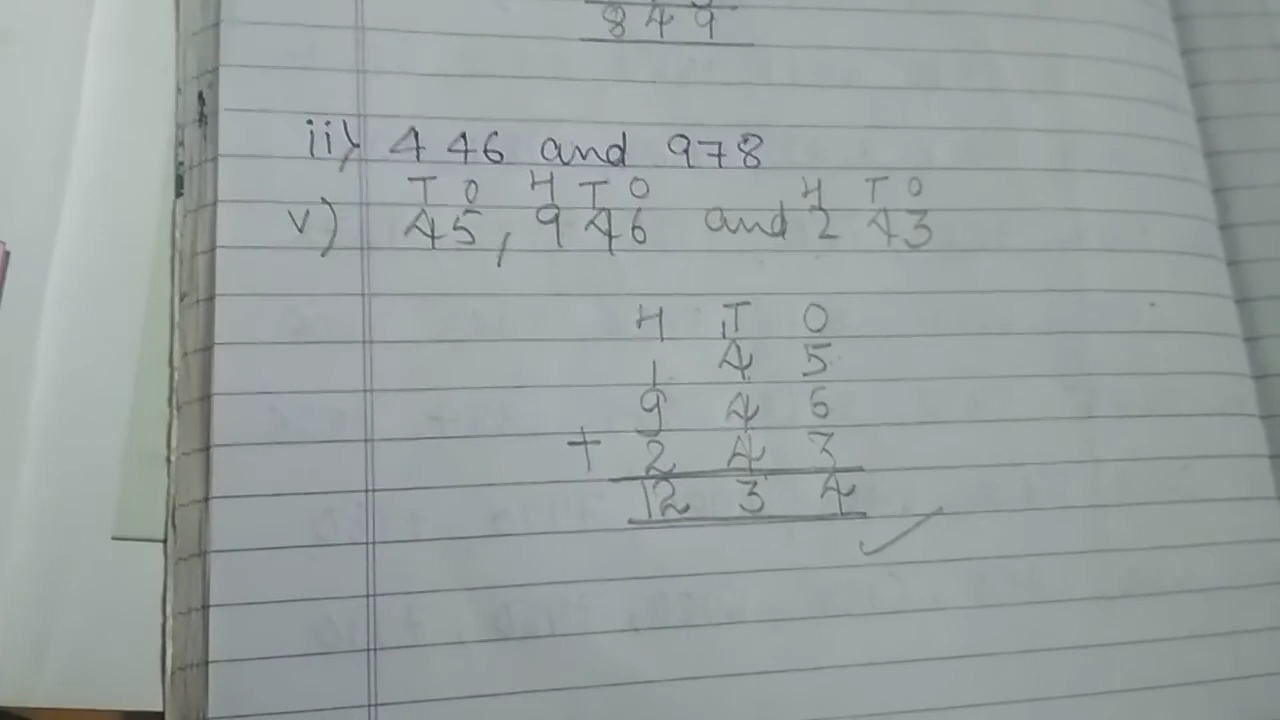 849
ii) 446 and 978
T O H T O H T O
v) 45, 946 and 243
H T O
1 1
4 5
9 4 6
+ 2 4 3
12 3 4